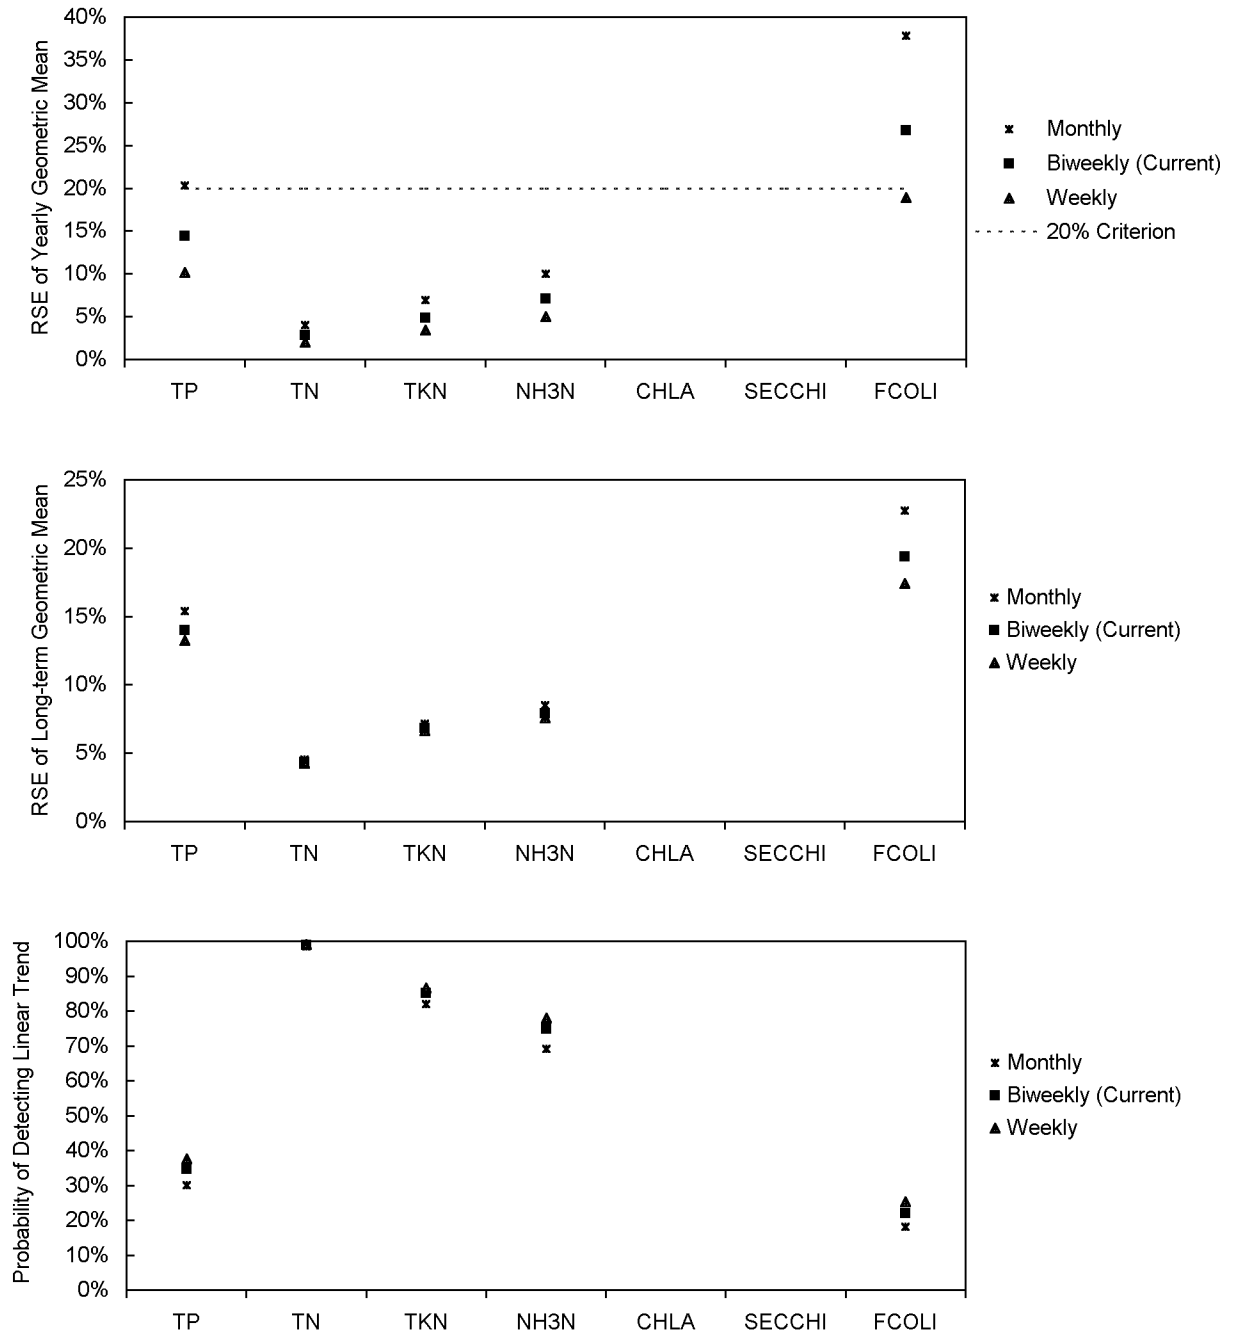 RSE of Yearly Geometric Mean
40%
35%
30%
25%
20%
15%
10%
5%
0%
TP TN TKN NH3N CHLA SECCHI FCOLI
Monthly
Biweekly (Current)
Weekly
20% Criterion
RSE of Long-term Geometric Mean
25%
20%
15%
10%
5%
0%
TP TN TKN NH3N CHLA SECCHI FCOLI
Monthly
Biweekly (Current)
Weekly
Probability of Detecting Linear Trend
100%
90%
80%
70%
60%
50%
40%
30%
20%
10%
0%
TP TN TKN NH3N CHLA SECCHI FCOLI
Monthly
Biweekly (Current)
Weekly